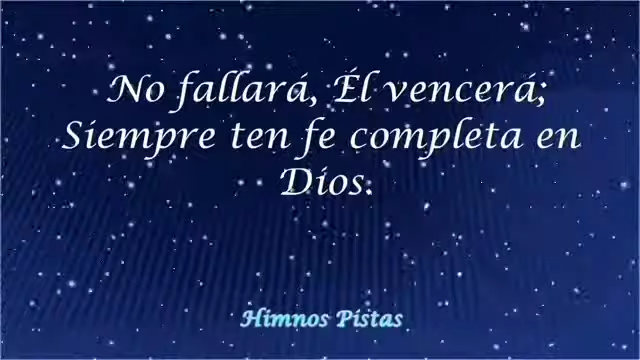 No fallará, Él vencerá;
Siempre ten fe completa en
Dios.
Himnos Pistas